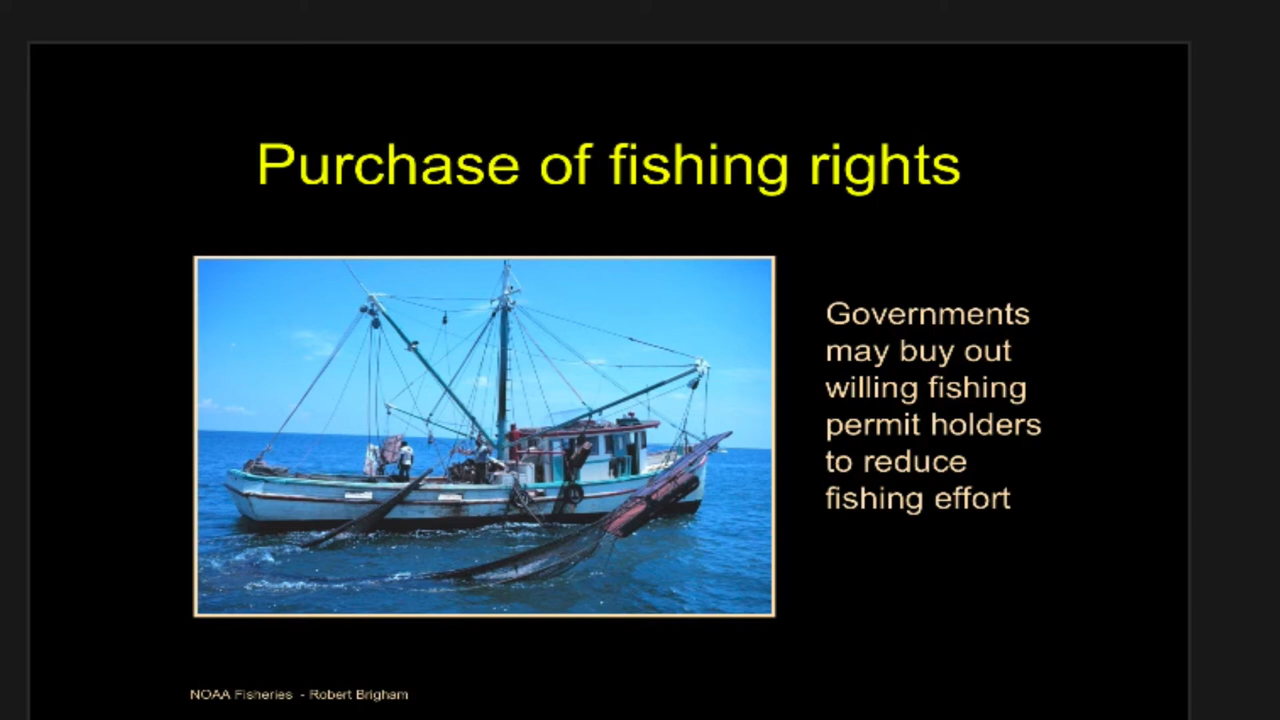 Purchase of fishing rights
Governments
may buy out
willing fishing
permit holders
to reduce
fishing effort
NOAA Fisheries - Robert Brigham